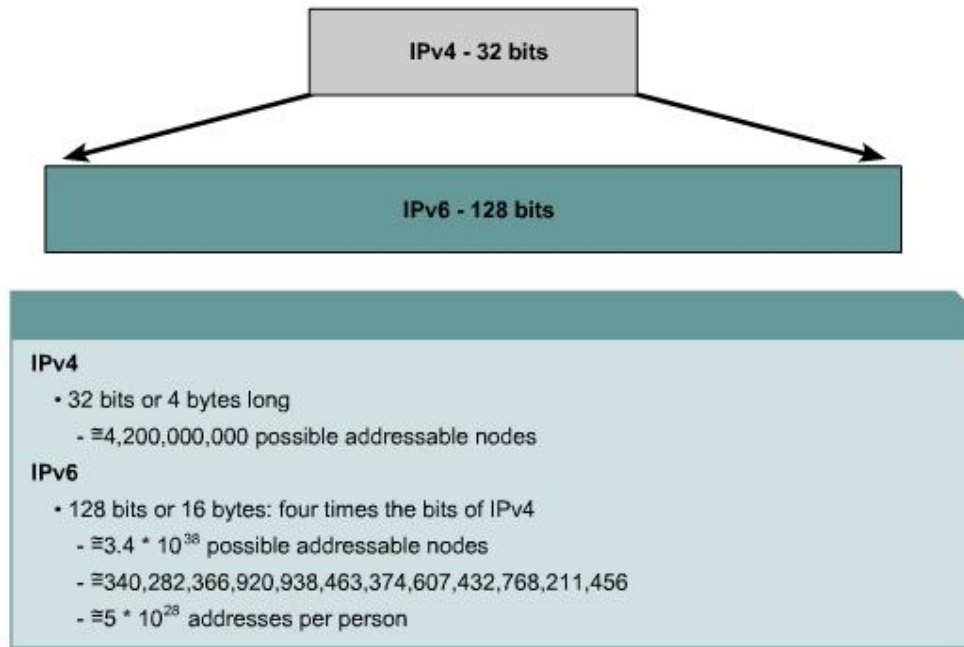 IPv4 - 32 bits
IPv6 - 128 bits
IPv4
• 32 bits or 4 bytes long
- ≅4,200,000,000 possible addressable nodes
IPv6
• 128 bits or 16 bytes: four times the bits of IPv4
- ≅3.4 * 10³⁸ possible addressable nodes
- ≅340,282,366,920,938,463,374,607,432,768,211,456
- ≅5 * 10²⁸ addresses per person